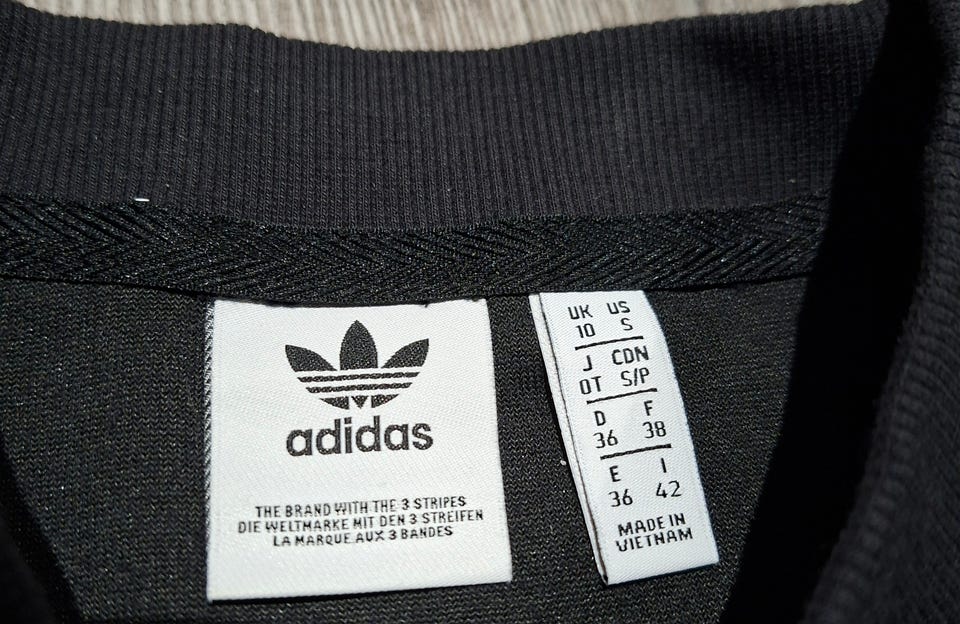 adidas
THE BRAND WITH THE 3 STRIPES
DIE WELTMARKE MIT DEN 3 STREIFEN
LA MARQUE AUX 3 BANDES
UK US
10 S
J CDN
OT S/P
D F
36 38
E I
36 42
MADE IN
VIETNAM